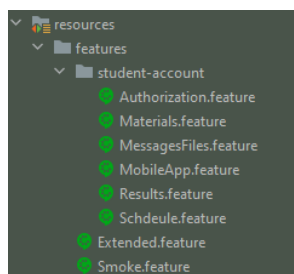 resources
features
student-account
Authorization.feature
Materials.feature
MessagesFiles.feature
MobileApp.feature
Results.feature
Schdeule.feature
Extended.feature
Smoke.feature